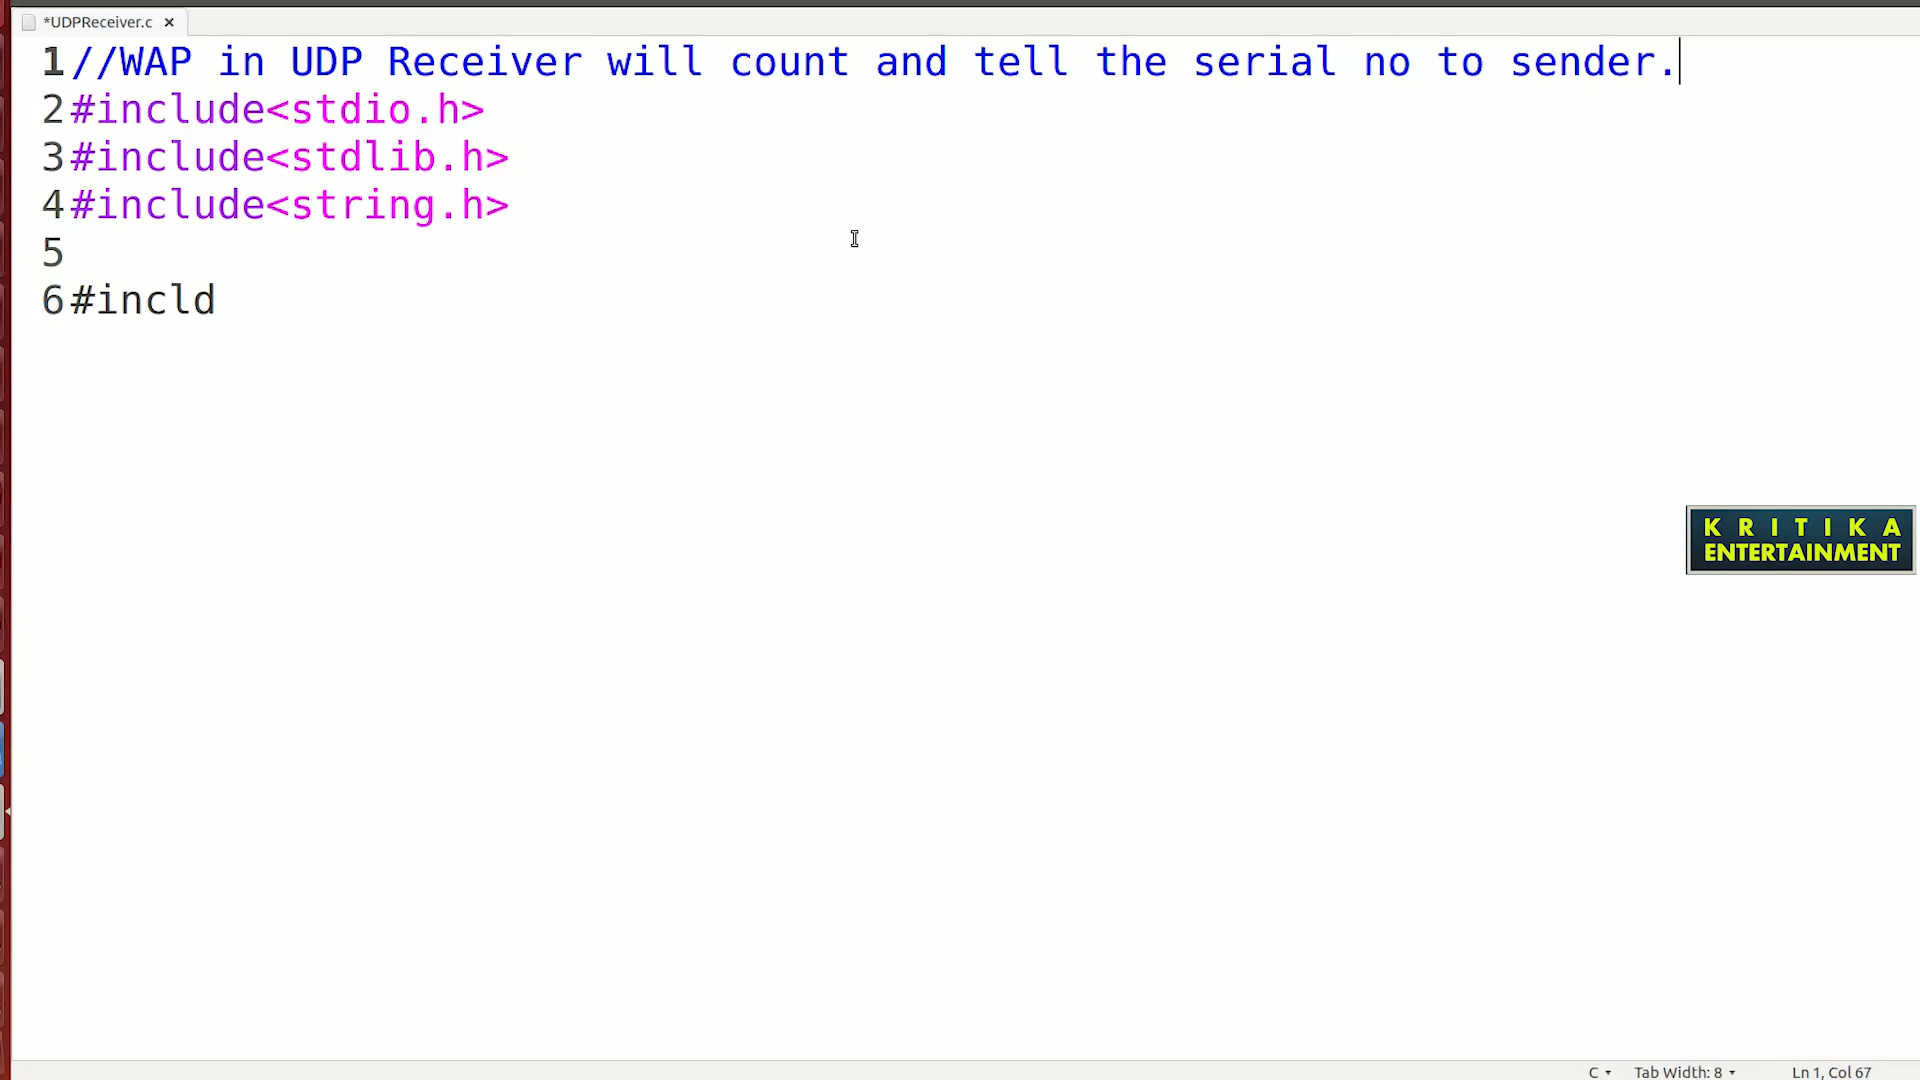 *UDPReceiver.c ×
1//WAP in UDP Receiver will count and tell the serial no to sender.
2#include<stdio.h>
3#include<stdlib.h>
4#include<string.h>
5
6#incld
KRITIKA
ENTERTAINMENT
C Tab Width: 8 Ln 1, Col 67